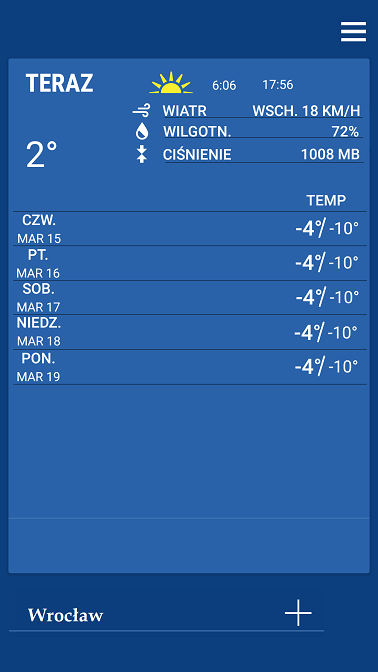 TERAZ
6:06 17:56
WIATR WSCH. 18 KM/H
WILGOTN. 72%
2°
CIŚNIENIE 1008 MB
TEMP
CZW.
MAR 15 -4°/-10°
PT.
MAR 16 -4°/-10°
SOB.
MAR 17 -4°/-10°
NIEDZ.
MAR 18 -4°/-10°
PON.
MAR 19 -4°/-10°
Wrocław